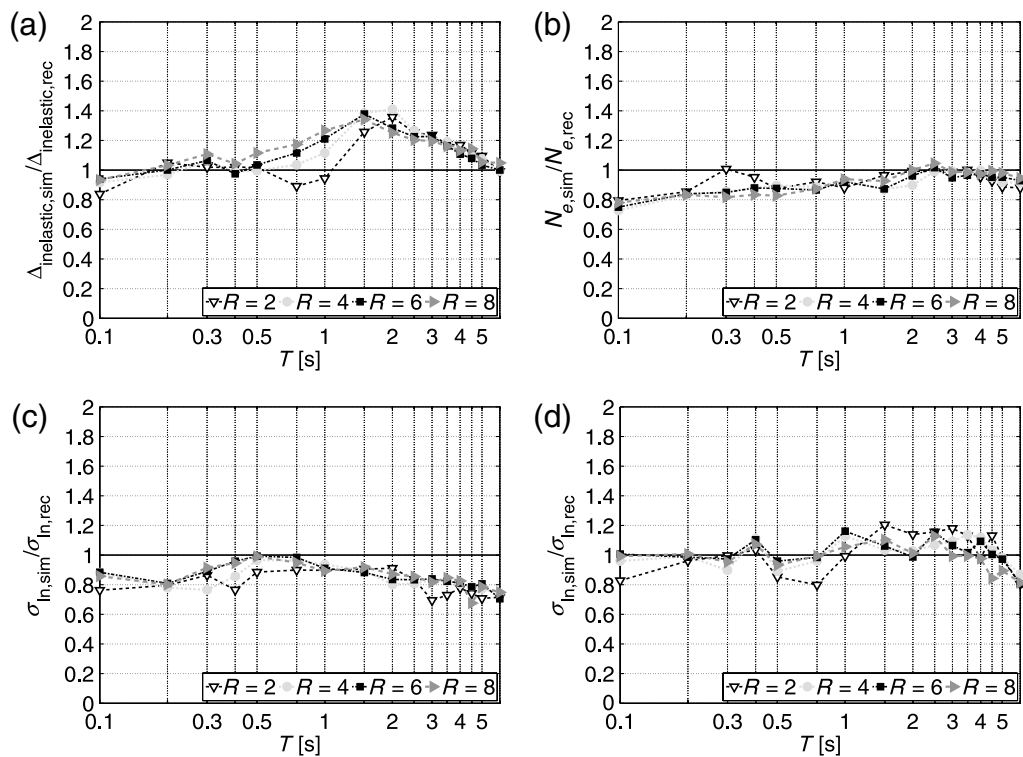 (a)
Δinelastic,sim/Δinelastic,rec
2
1.8
1.6
1.4
1.2
1
0.8
0.6
0.4
0.2
0
R = 2 R = 4 R = 6 R = 8
0.1 0.3 0.5 1 2 3 4 5
T [s]
(b)
Ne,sim/Ne,rec
2
1.8
1.6
1.4
1.2
1
0.8
0.6
0.4
0.2
0
R = 2 R = 4 R = 6 R = 8
0.1 0.3 0.5 1 2 3 4 5
T [s]
(c)
σln,sim/σln,rec
2
1.8
1.6
1.4
1.2
1
0.8
0.6
0.4
0.2
0
R = 2 R = 4 R = 6 R = 8
0.1 0.3 0.5 1 2 3 4 5
T [s]
(d)
σln,sim/σln,rec
2
1.8
1.6
1.4
1.2
1
0.8
0.6
0.4
0.2
0
R = 2 R = 4 R = 6 R = 8
0.1 0.3 0.5 1 2 3 4 5
T [s]